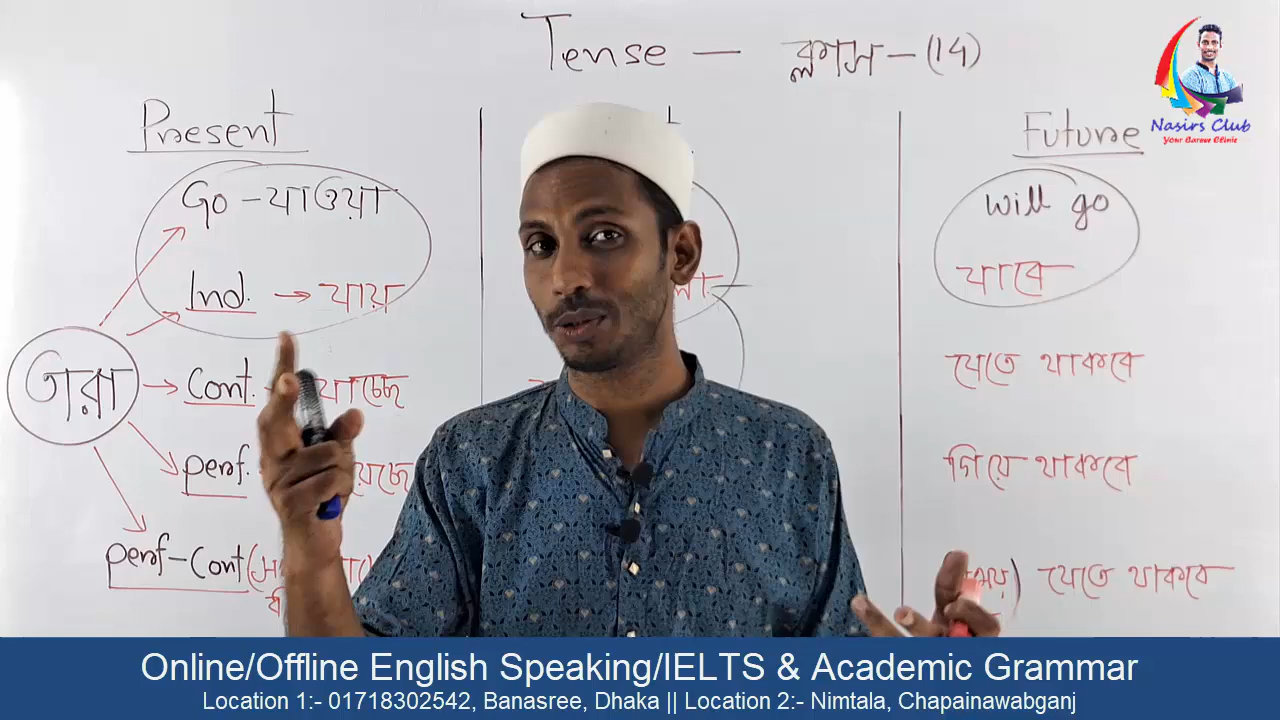 Tense — ক্লাস – (14)
Nasirs Club
Your Career Clinic
Present
Future
Go – যাওয়া
will go
Ind. → যায়
যাবে
তারা
Cont. যাচ্ছে
যেতে থাকবে
perf.
গিয়ে থাকবে
perf-Cont
যেতে থাকবে
Online/Offline English Speaking/IELTS & Academic Grammar
Location 1:- 01718302542, Banasree, Dhaka || Location 2:- Nimtala, Chapainawabganj